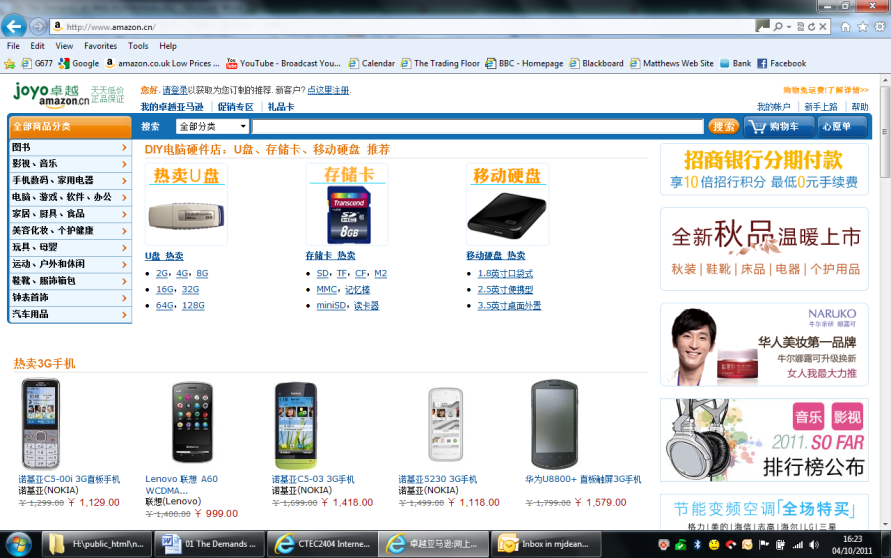 http://www.amazon.cn/
File Edit View Favorites Tools Help
G677 Google amazon.co.uk Low Prices ... YouTube - Broadcast You... Calendar The Trading Floor BBC - Homepage Blackboard Matthews Web Site Bank Facebook
joyo卓越 amazon.cn
天天低价
正品保证
您好. 请登录以获取为您订制的推荐. 新客户? 点这里注册.
购物免运费!了解详情>>
我的卓越亚马逊 促销专区 礼品卡
我的帐户 新手上路 帮助
全部商品分类 搜索 全部分类 搜索 购物车 心愿单
图书
影视、音乐
手机数码、家用电器
电脑、游戏、软件、办公
家居、厨具、食品
美容化妆、个护健康
玩具、母婴
运动、户外和休闲
鞋靴、服饰箱包
钟表首饰
汽车用品
DIY电脑硬件店：U盘、存储卡、移动硬盘 推荐
热卖U盘
U盘 热卖
2G，4G，8G
16G，32G
64G，128G
存储卡
Transcend
8GB
存储卡 热卖
SD，TF，CF，M2
MMC，记忆棒
miniSD，读卡器
移动硬盘
移动硬盘 热卖
1.8英寸口袋式
2.5英寸便携型
3.5英寸桌面外置
招商银行分期付款
享10倍招行积分 最低0元手续费
全新秋品温暖上市
秋装|鞋靴|床品|电器|个护用品
NARUKO
牛尔亲研 娜露可
华人美妆第一品牌
牛尔娜露可升级换新
女人我最大力推
音乐 影视
2011. SO FAR
排行榜公布
节能变频空调「全场特买」
格力|美的|海信|志高|海尔|LG|三星
热卖3G手机
诺基亚C5-00i 3G直板手机
诺基亚(NOKIA)
￥ 1,299.00 ￥ 1,129.00
Lenovo 联想 A60
WCDMA...
联想(Lenovo)
￥ 1,400.00 ￥ 999.00
诺基亚C5-03 3G手机
诺基亚(NOKIA)
￥ 1,699.00 ￥ 1,418.00
诺基亚5230 3G手机
诺基亚(NOKIA)
￥ 1,499.00 ￥ 1,118.00
华为U8800+ 直板触屏3G手机
￥ 1,799.00 ￥ 1,579.00
H:\public_html\n... 01 The Demands ... CTEC2404 Interne... 卓越亚马逊:网上... Inbox in mjdean...
16:23
04/10/2011